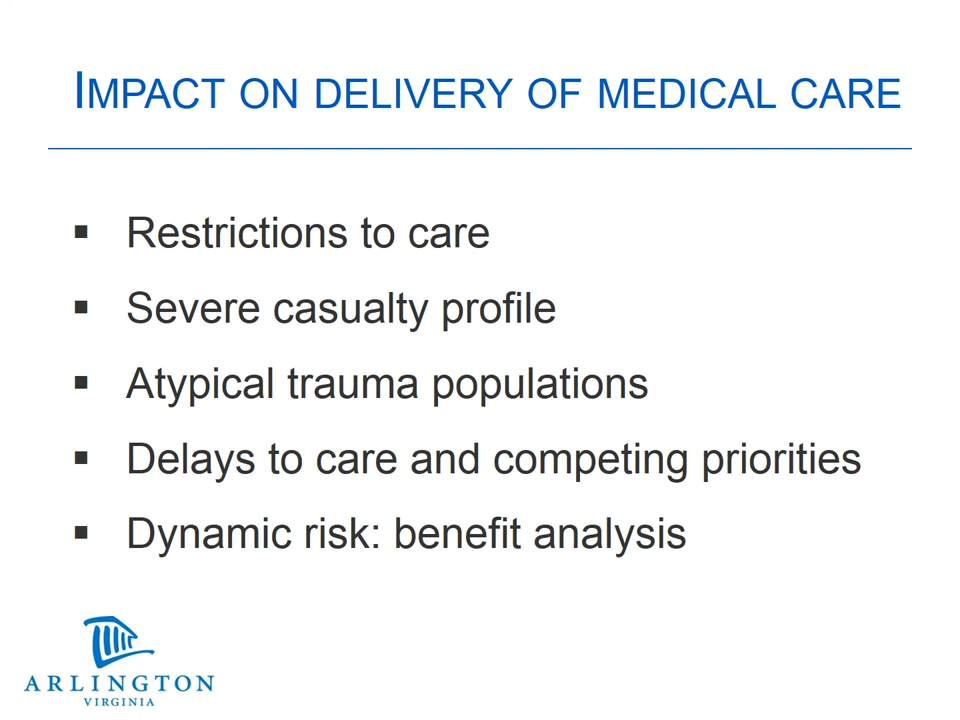 IMPACT ON DELIVERY OF MEDICAL CARE
▪ Restrictions to care
▪ Severe casualty profile
▪ Atypical trauma populations
▪ Delays to care and competing priorities
▪ Dynamic risk: benefit analysis
ARLINGTON
VIRGINIA